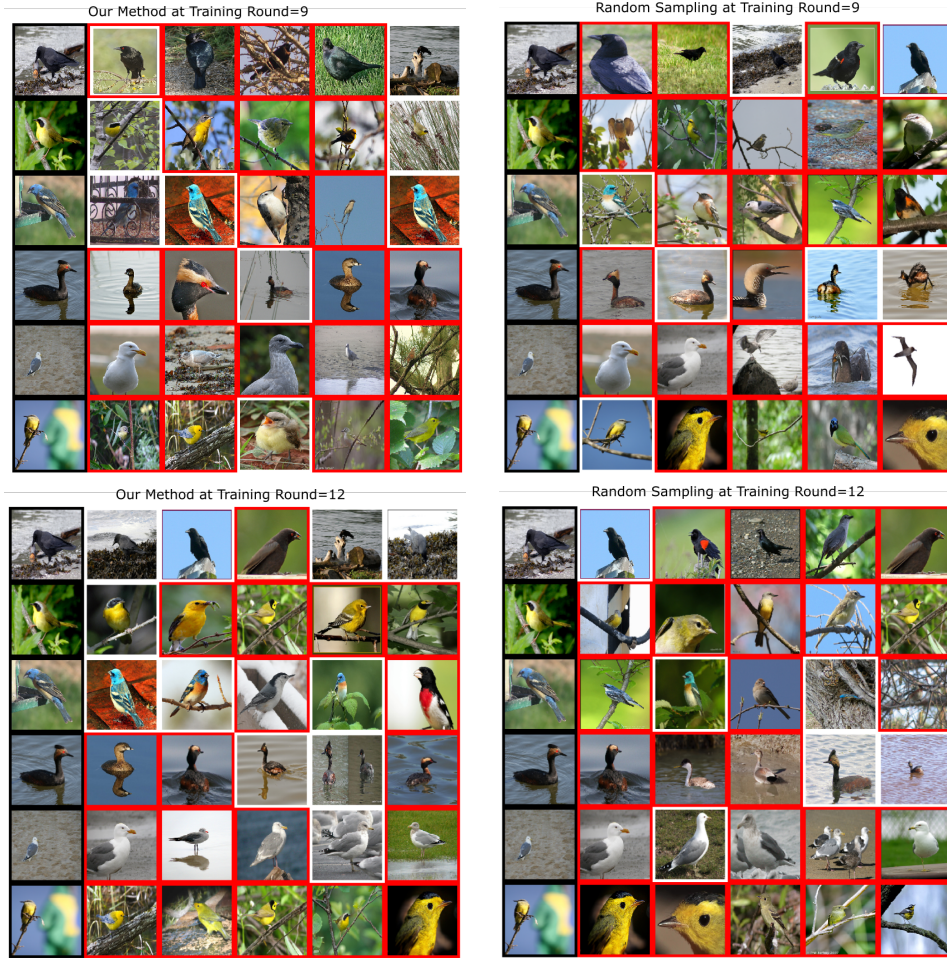 Our Method at Training Round=9
Random Sampling at Training Round=9
Our Method at Training Round=12
Random Sampling at Training Round=12